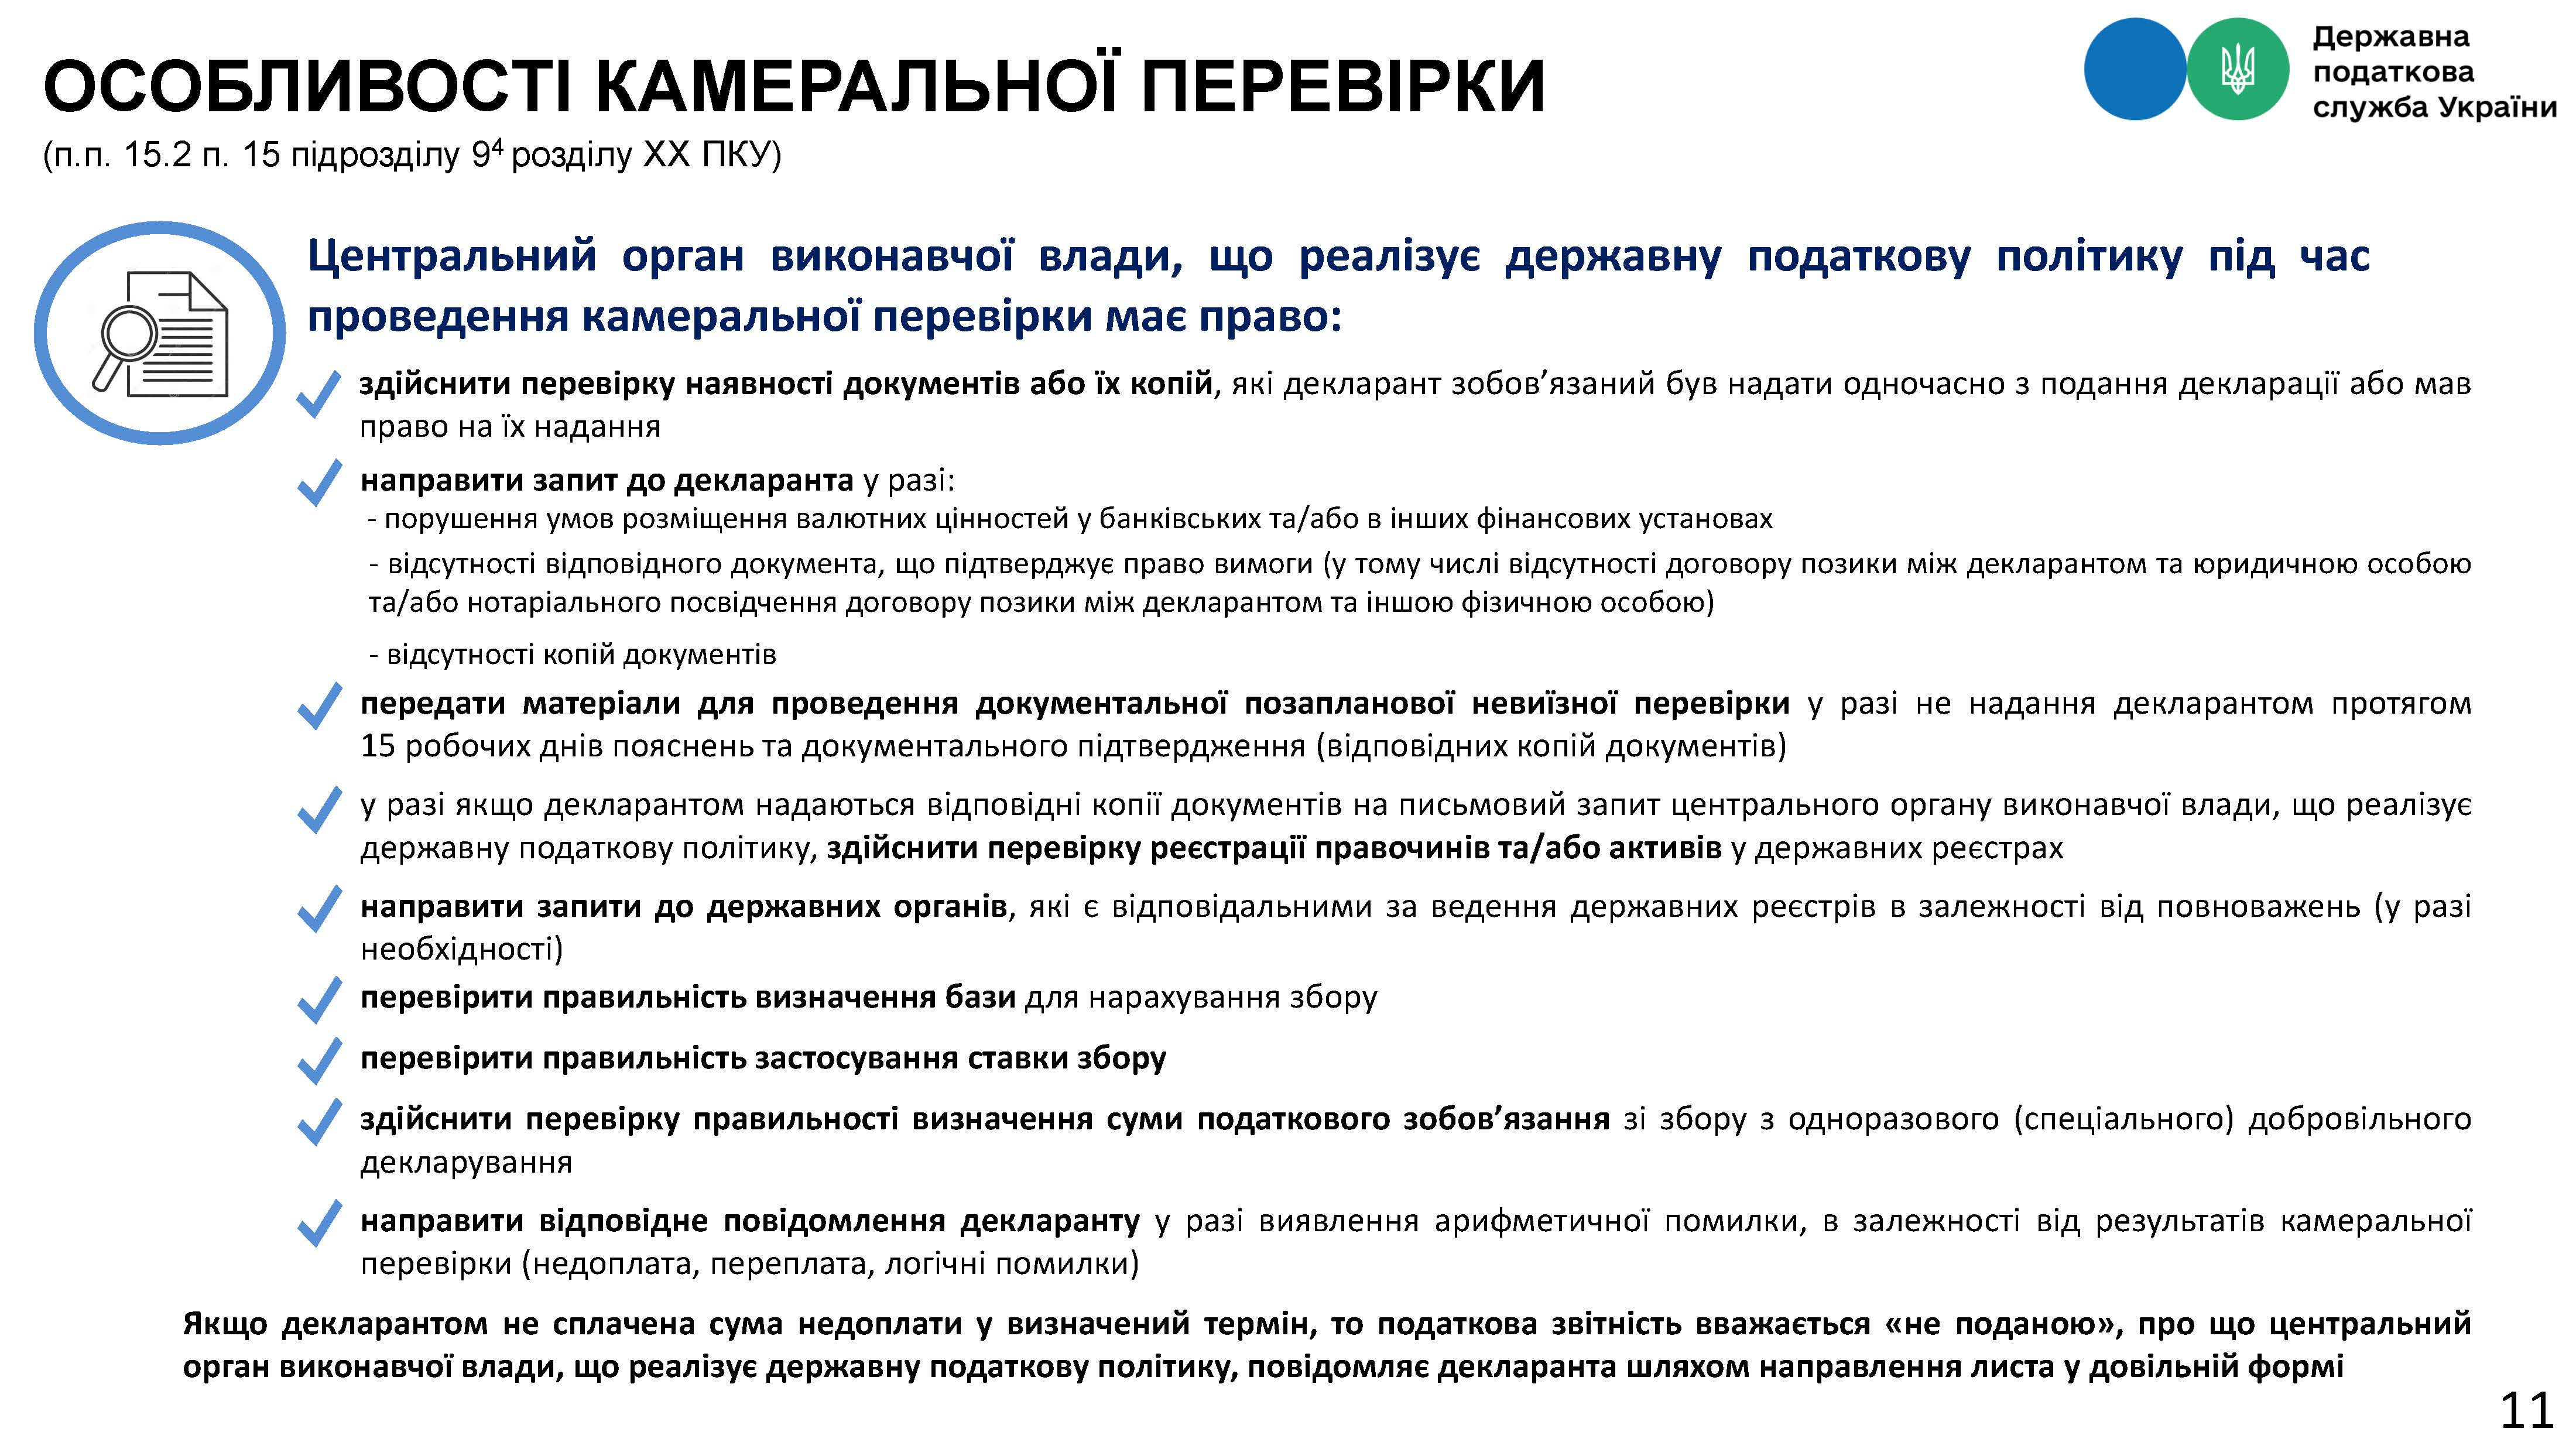 ОСОБЛИВОСТІ КАМЕРАЛЬНОЇ ПЕРЕВІРКИ
(п.п. 15.2 п. 15 підрозділу 9⁴ розділу ХХ ПКУ)
Державна
податкова
служба України
Центральний орган виконавчої влади, що реалізує державну податкову політику під час
проведення камеральної перевірки має право:
здійснити перевірку наявності документів або їх копій, які декларант зобов’язаний був надати одночасно з подання декларації або мав
право на їх надання
направити запит до декларанта у разі:
- порушення умов розміщення валютних цінностей у банківських та/або в інших фінансових установах
- відсутності відповідного документа, що підтверджує право вимоги (у тому числі відсутності договору позики між декларантом та юридичною особою
та/або нотаріального посвідчення договору позики між декларантом та іншою фізичною особою)
- відсутності копій документів
передати матеріали для проведення документальної позапланової невиїзної перевірки у разі не надання декларантом протягом
15 робочих днів пояснень та документального підтвердження (відповідних копій документів)
у разі якщо декларантом надаються відповідні копії документів на письмовий запит центрального органу виконавчої влади, що реалізує
державну податкову політику, здійснити перевірку реєстрації правочинів та/або активів у державних реєстрах
направити запити до державних органів, які є відповідальними за ведення державних реєстрів в залежності від повноважень (у разі
необхідності)
перевірити правильність визначення бази для нарахування збору
перевірити правильність застосування ставки збору
здійснити перевірку правильності визначення суми податкового зобов’язання зі збору з одноразового (спеціального) добровільного
декларування
направити відповідне повідомлення декларанту у разі виявлення арифметичної помилки, в залежності від результатів камеральної
перевірки (недоплата, переплата, логічні помилки)
Якщо декларантом не сплачена сума недоплати у визначений термін, то податкова звітність вважається «не поданою», про що центральний
орган виконавчої влади, що реалізує державну податкову політику, повідомляє декларанта шляхом направлення листа у довільній формі
11